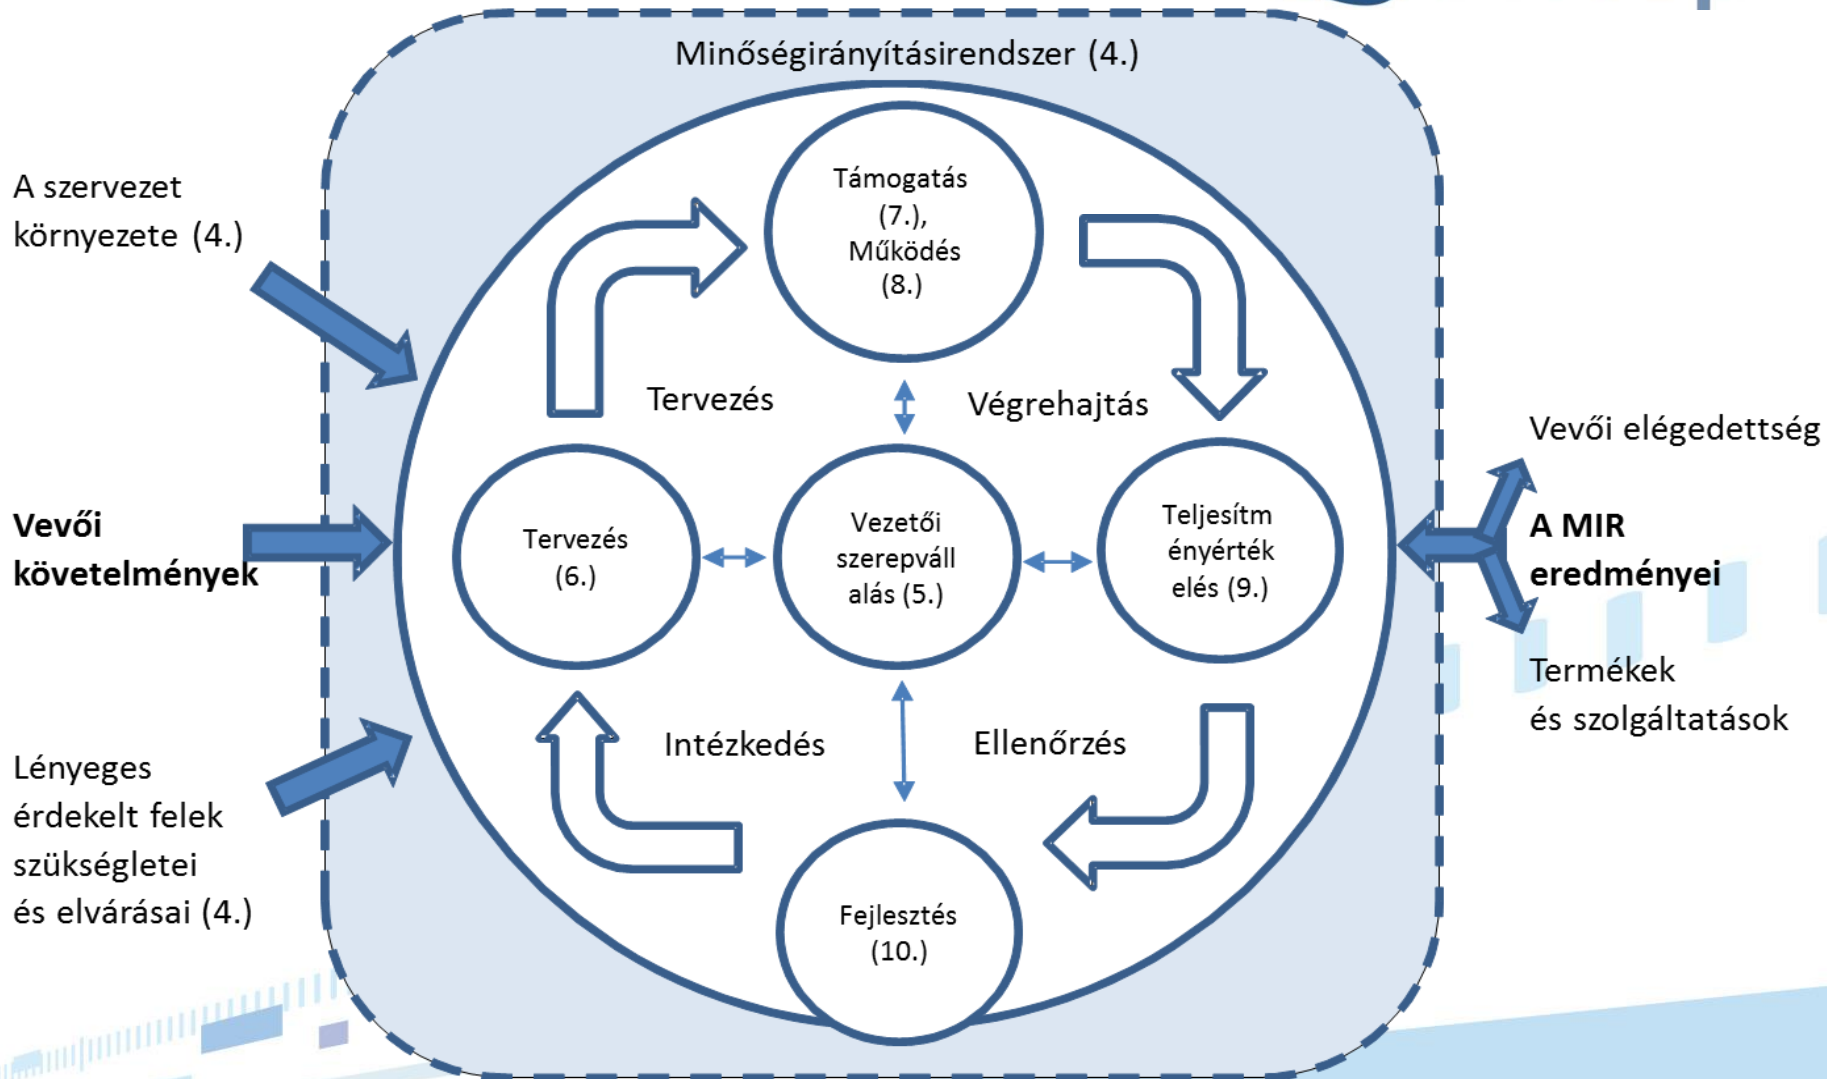 Minőségirányításirendszer (4.)
A szervezet
környezete (4.)
Vevői
követelmények
Lényeges
érdekelt felek
szükségletei
és elvárásai (4.)
Támogatás
(7.),
Működés
(8.)
Tervezés
Végrehajtás
Tervezés
(6.)
Vezetői
szerepváll
alás (5.)
Teljesítm
ényérték
elés (9.)
Intézkedés
Ellenőrzés
Fejlesztés
(10.)
Vevői elégedettség
A MIR
eredményei
Termékek
és szolgáltatások